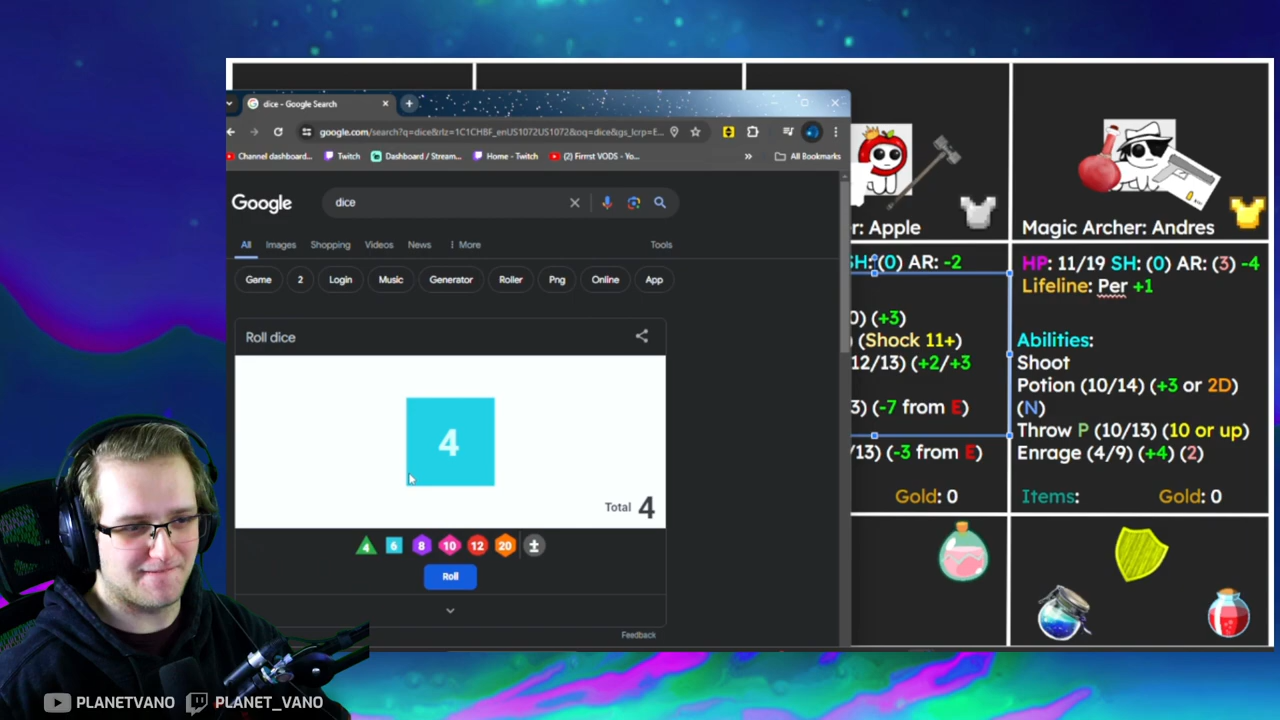 dice - Google Search
google.com/search?q=dice&rlz=1C1CHBF_enUS1072US1072&oq=dice&gs_lcrp=E...
Channel dashboard...
Twitch
Dashboard / Stream...
Home - Twitch
(2) Firrrst VODS - Yo...
»
All Bookmarks
Google
dice
All Images Shopping Videos News More Tools
Game 2 Login Music Generator Roller Png Online App
Roll dice
4
Total 4
4 6 8 10 12 20 ±
Roll
Feedback
r: Apple
SH:(0) AR: -2
0) (+3)
) (Shock 11+)
12/13) (+2/+3
3) (-7 from E)
/13) (-3 from E)
Gold: 0
Magic Archer: Andres
HP: 11/19 SH: (0) AR: (3) -4
Lifeline: Per +1
Abilities:
Shoot
Potion (10/14) (+3 or 2D)
(N)
Throw P (10/13) (10 or up)
Enrage (4/9) (+4) (2)
Items: Gold: 0
PLANETVANO PLANET_VANO